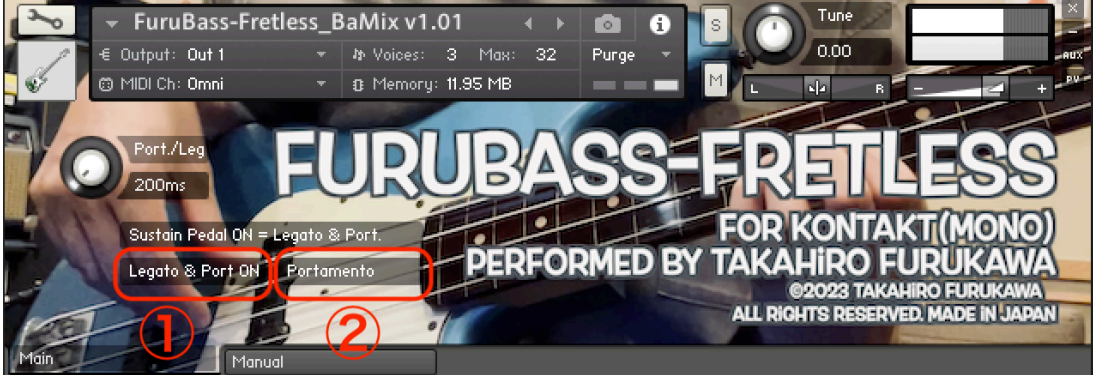 FuruBass-Fretless_BaMix v1.01
Output: Out 1
Voices: 3 Max: 32
Purge
MIDI Ch: Omni
Memory: 11.95 MB
S
M
Tune
0.00
L
R
-
+
×
-
AUX
PV
Port./Leg
200ms
Sustain Pedal ON = Legato & Port.
Legato & Port ON
Portamento
①
②
FURUBASS-FRETLESS
FOR KONTAKT(MONO)
PERFORMED BY TAKAHiRO FURUKAWA
©2023 TAKAHiRO FURUKAWA
ALL RiGHTS RESERVED. MADE iN JAPAN
Main
Manual